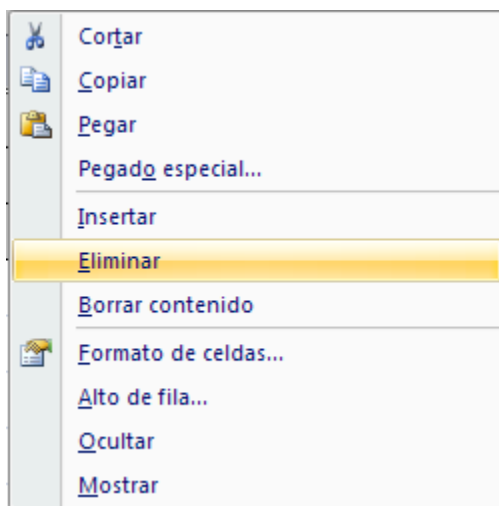 Cortar
Copiar
Pegar
Pegado especial...
Insertar
Eliminar
Borrar contenido
Formato de celdas...
Alto de fila...
Ocultar
Mostrar